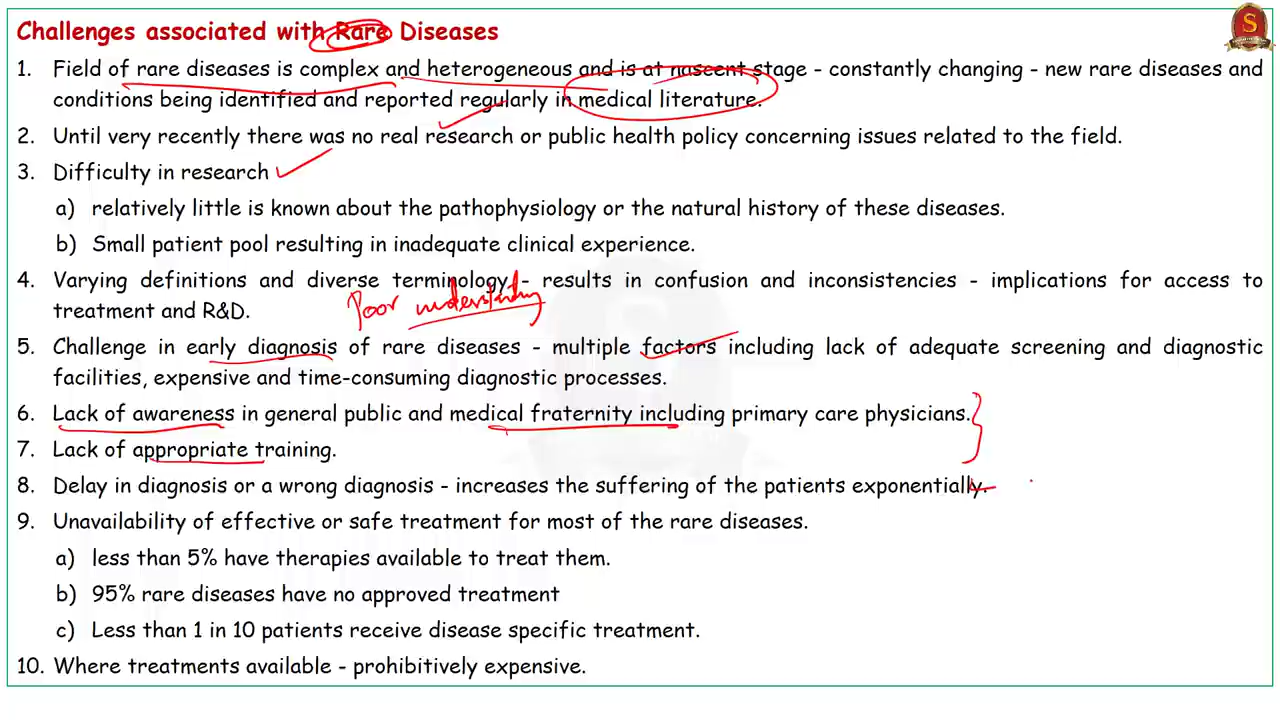 Challenges associated with Rare Diseases
S
1. Field of rare diseases is complex and heterogeneous and is at nascent stage - constantly changing - new rare diseases and
conditions being identified and reported regularly in medical literature.
2. Until very recently there was no real research or public health policy concerning issues related to the field.
3. Difficulty in research
a) relatively little is known about the pathophysiology or the natural history of these diseases.
b) Small patient pool resulting in inadequate clinical experience.
4. Varying definitions and diverse terminology - results in confusion and inconsistencies - implications for access to
treatment and R&D.
Poor understanding
5. Challenge in early diagnosis of rare diseases - multiple factors including lack of adequate screening and diagnostic
facilities, expensive and time-consuming diagnostic processes.
6. Lack of awareness in general public and medical fraternity including primary care physicians.
7. Lack of appropriate training.
8. Delay in diagnosis or a wrong diagnosis - increases the suffering of the patients exponentially.
9. Unavailability of effective or safe treatment for most of the rare diseases.
a) less than 5% have therapies available to treat them.
b) 95% rare diseases have no approved treatment
c) Less than 1 in 10 patients receive disease specific treatment.
10. Where treatments available - prohibitively expensive.